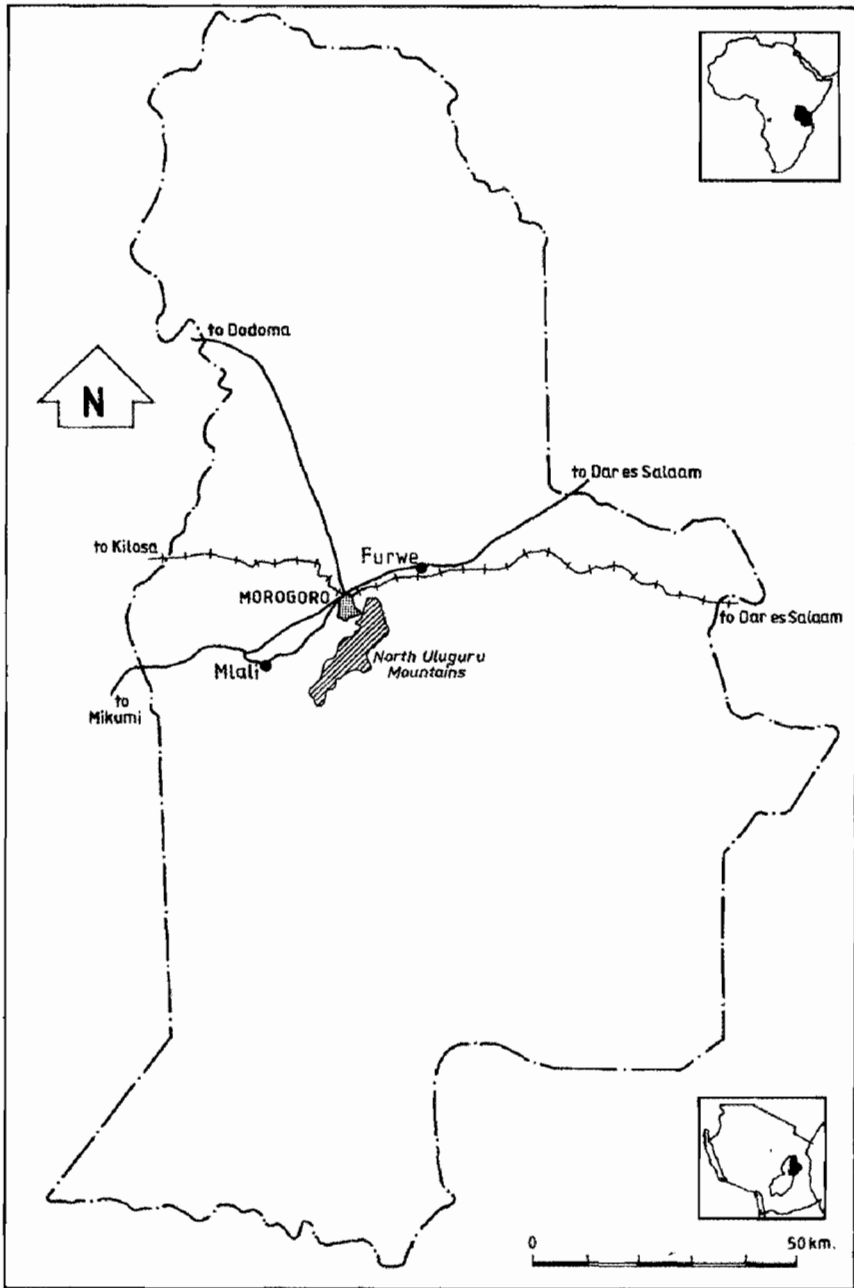 to Dodoma
N
to Dar es Salaam
to Kilosa
Furwe
MOROGORO
to Dar es Salaam
North Uluguru
Mountains
Mlali
to
Mikumi
0
50 km.